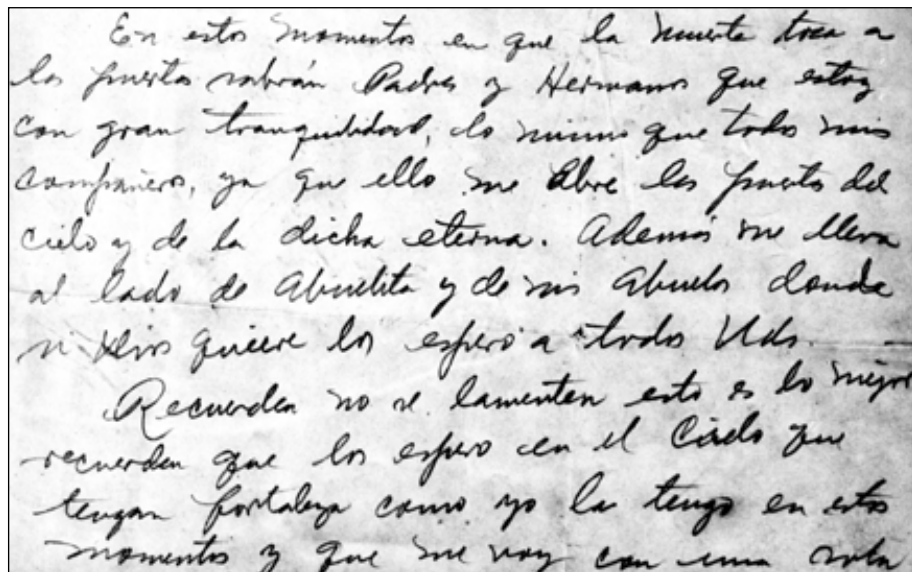 En estos momentos en que la muerte toca a
las puertas sabrán Padres y Hermanos que estoy
con gran tranquilidad, lo mismo que todos mis
compañeros, ya que ello me abre las puertas del
cielo y de la dicha eterna. Además me lleva
al lado de Abuelita y de mis Abuelos donde
si Dios quiere los espero a todos Uds.
Recuerden no se lamenten esto es lo mejor
recuerden que los espero en el Cielo que
tengan fortaleza como yo la tengo en estos
momentos y que me voy con una sola